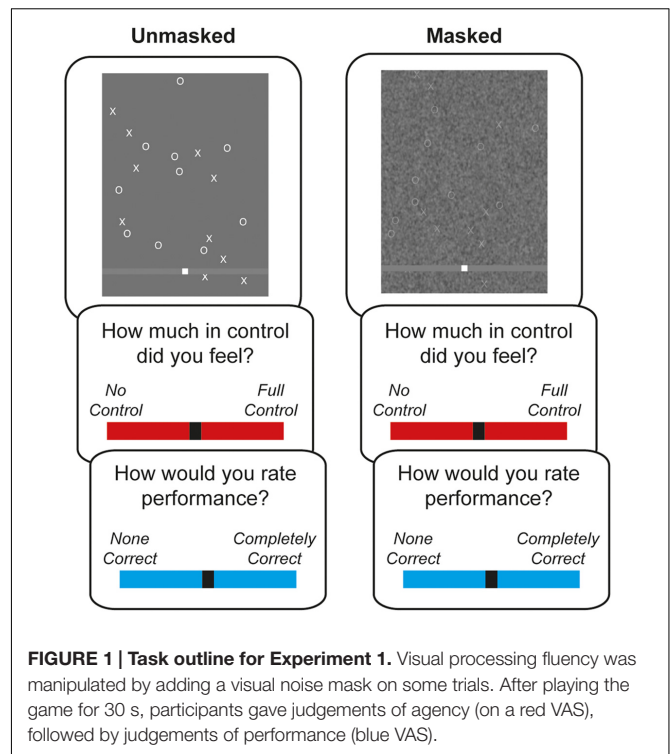 Unmasked
Masked
How much in control
did you feel?
No
Control
Full
Control
How would you rate
performance?
None
Correct
Completely
Correct
How much in control
did you feel?
No
Control
Full
Control
How would you rate
performance?
None
Correct
Completely
Correct
FIGURE 1 | Task outline for Experiment 1. Visual processing fluency was
manipulated by adding a visual noise mask on some trials. After playing the
game for 30 s, participants gave judgements of agency (on a red VAS),
followed by judgements of performance (blue VAS).